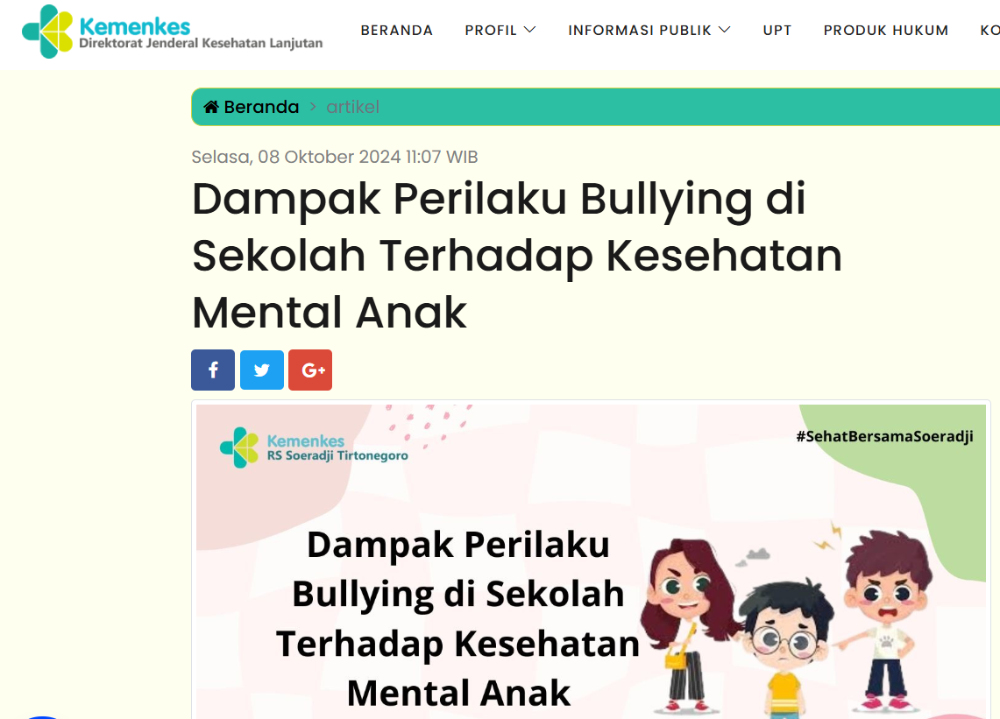 Kemenkes
Direktorat Jenderal Kesehatan Lanjutan
BERANDA PROFIL INFORMASI PUBLIK UPT PRODUK HUKUM KO
Beranda > artikel
Selasa, 08 Oktober 2024 11:07 WIB
Dampak Perilaku Bullying di
Sekolah Terhadap Kesehatan
Mental Anak
f G+
Kemenkes
RS Soeradji Tirtonegoro
#SehatBersamaSoeradji
Dampak Perilaku
Bullying di Sekolah
Terhadap Kesehatan
Mental Anak